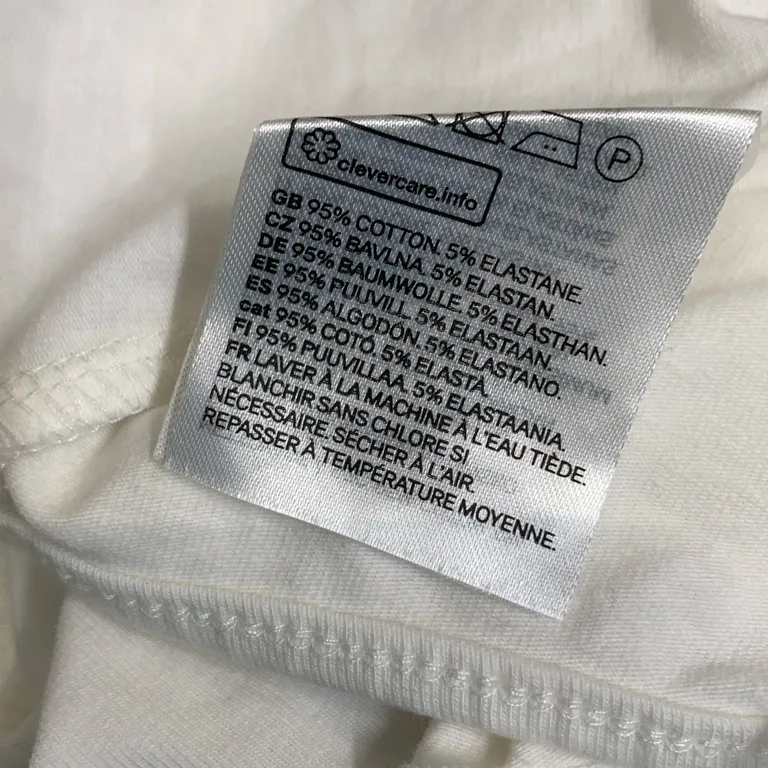 P
clevercare.info
GB 95% COTTON. 5% ELASTANE.
CZ 95% BAVLNA. 5% ELASTAN.
DE 95% BAUMWOLLE. 5% ELASTHAN.
EE 95% PUUVILL. 5% ELASTAAN.
ES 95% ALGODÓN. 5% ELASTANO.
cat 95% COTÓ. 5% ELASTÀ
FI 95% PUUVILLAA, 5% ELASTAANIA.
FR LAVER À LA MACHINE À L'EAU TIÈDE.
BLANCHIR SANS CHLORE SI
NÉCESSAIRE. SÉCHER À L'AIR.
REPASSER À TEMPÉRATURE MOYENNE.